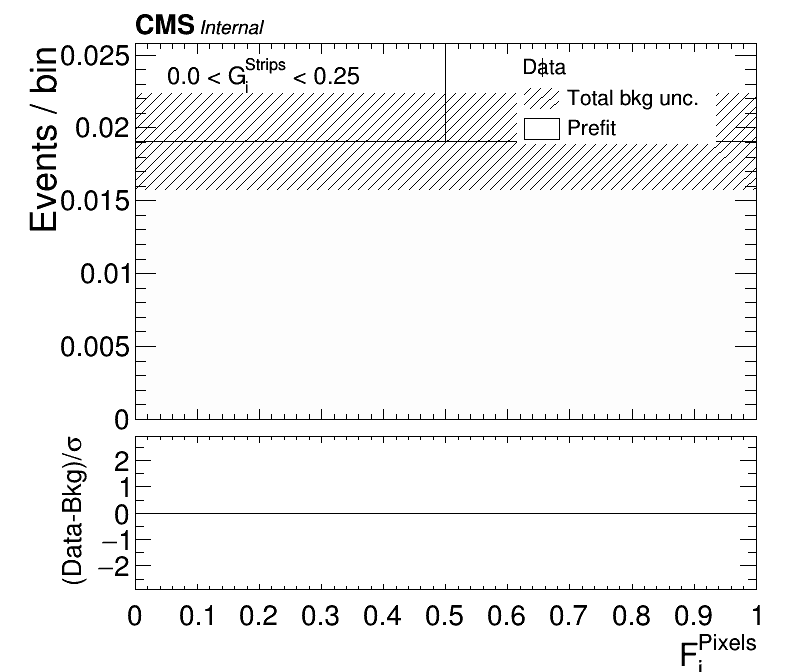 CMS Internal
Events / bin
0.0 < G_i^Strips < 0.25
Data
Total bkg unc.
Prefit
0.025
0.02
0.015
0.01
0.005
0
(Data-Bkg)/σ
2
1
0
−1
−2
0 0.1 0.2 0.3 0.4 0.5 0.6 0.7 0.8 0.9 1
F_i^Pixels